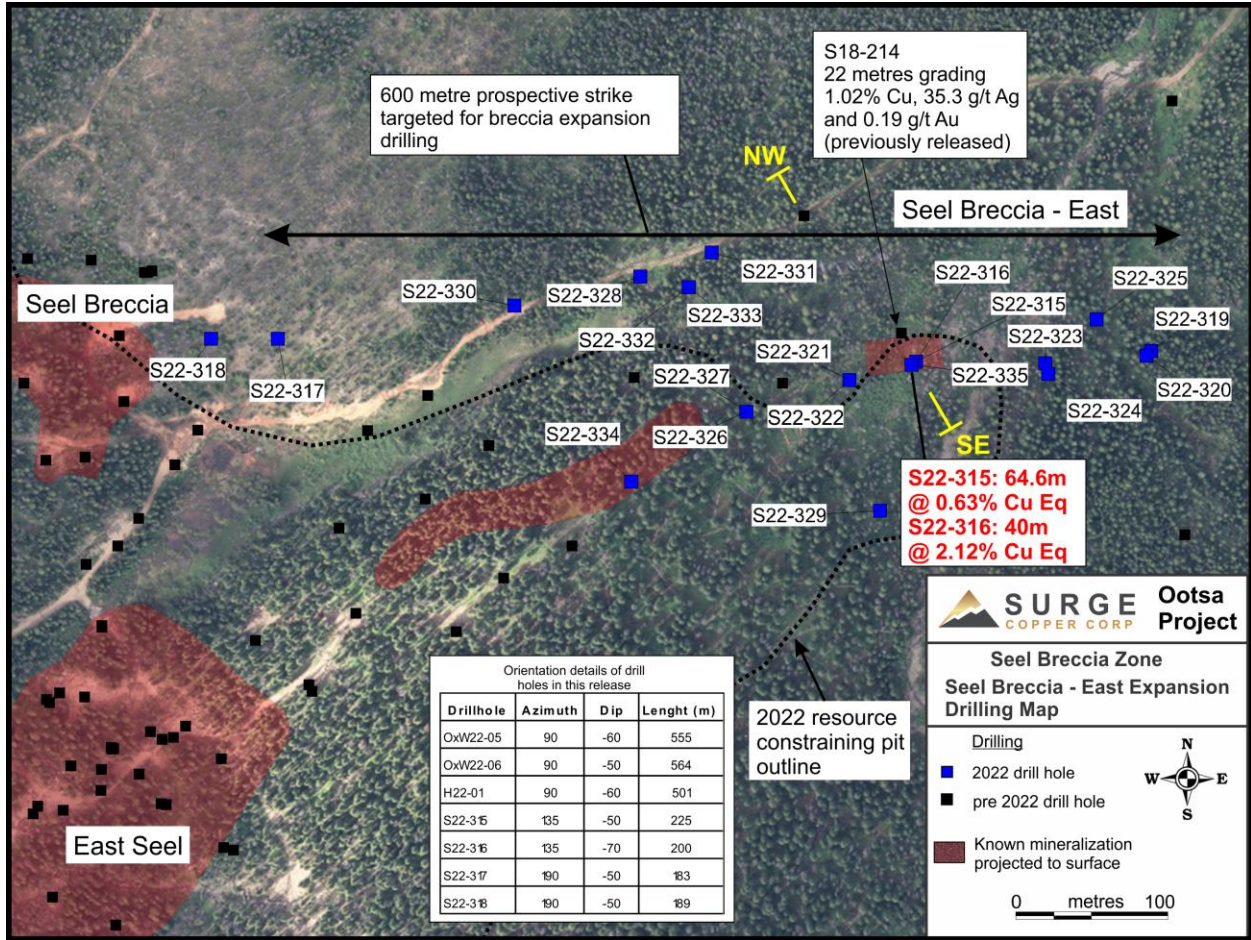 600 metre prospective strike
targeted for breccia expansion
drilling
S18-214
22 metres grading
1.02% Cu, 35.3 g/t Ag
and 0.19 g/t Au
(previously released)
NW
Seel Breccia - East
Seel Breccia
S22-330
S22-328
S22-331
S22-316
S22-325
S22-333
S22-315
S22-319
S22-332
S22-323
S22-318
S22-321
S22-317
S22-327
S22-335
S22-320
S22-322
S22-324
S22-334
S22-326
SE
S22-329
S22-315: 64.6m
@ 0.63% Cu Eq
S22-316: 40m
@ 2.12% Cu Eq
East Seel
Orientation details of drill
holes in this release
Drillhole Azimuth Dip Lenght (m)
OxW22-05 90 -60 555
OxW22-06 90 -50 564
H22-01 90 -60 501
S22-315 135 -50 225
S22-316 135 -70 200
S22-317 190 -50 183
S22-318 190 -50 189
2022 resource
constraining pit
outline
SURGE
COPPER CORP
Ootsa
Project
Seel Breccia Zone
Seel Breccia - East Expansion
Drilling Map
Drilling
2022 drill hole
pre 2022 drill hole
Known mineralization
projected to surface
N
W E
S
0 metres 100